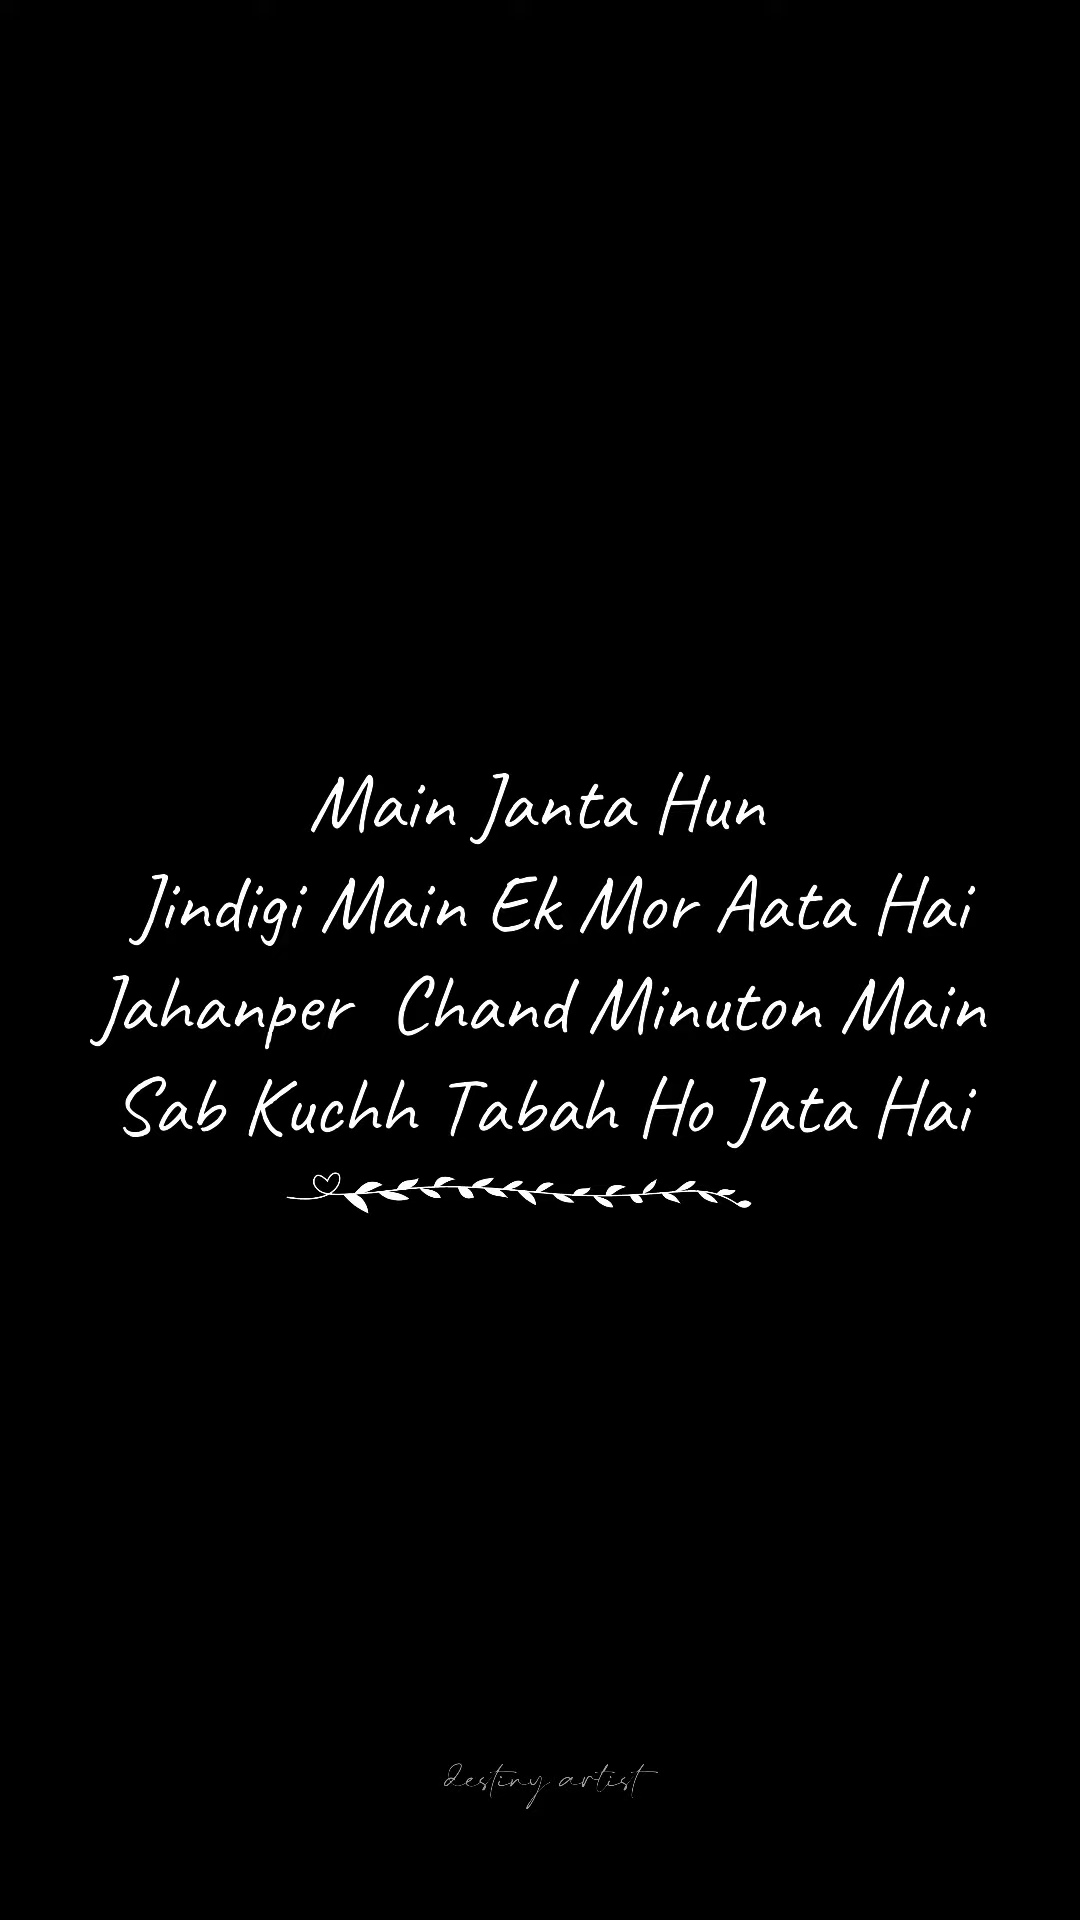 Main Janta Hun
Jindigi Main Ek Mor Aata Hai
Jahanper Chand Minuton Main
Sab Kuchh Tabah Ho Jata Hai
destiny artist